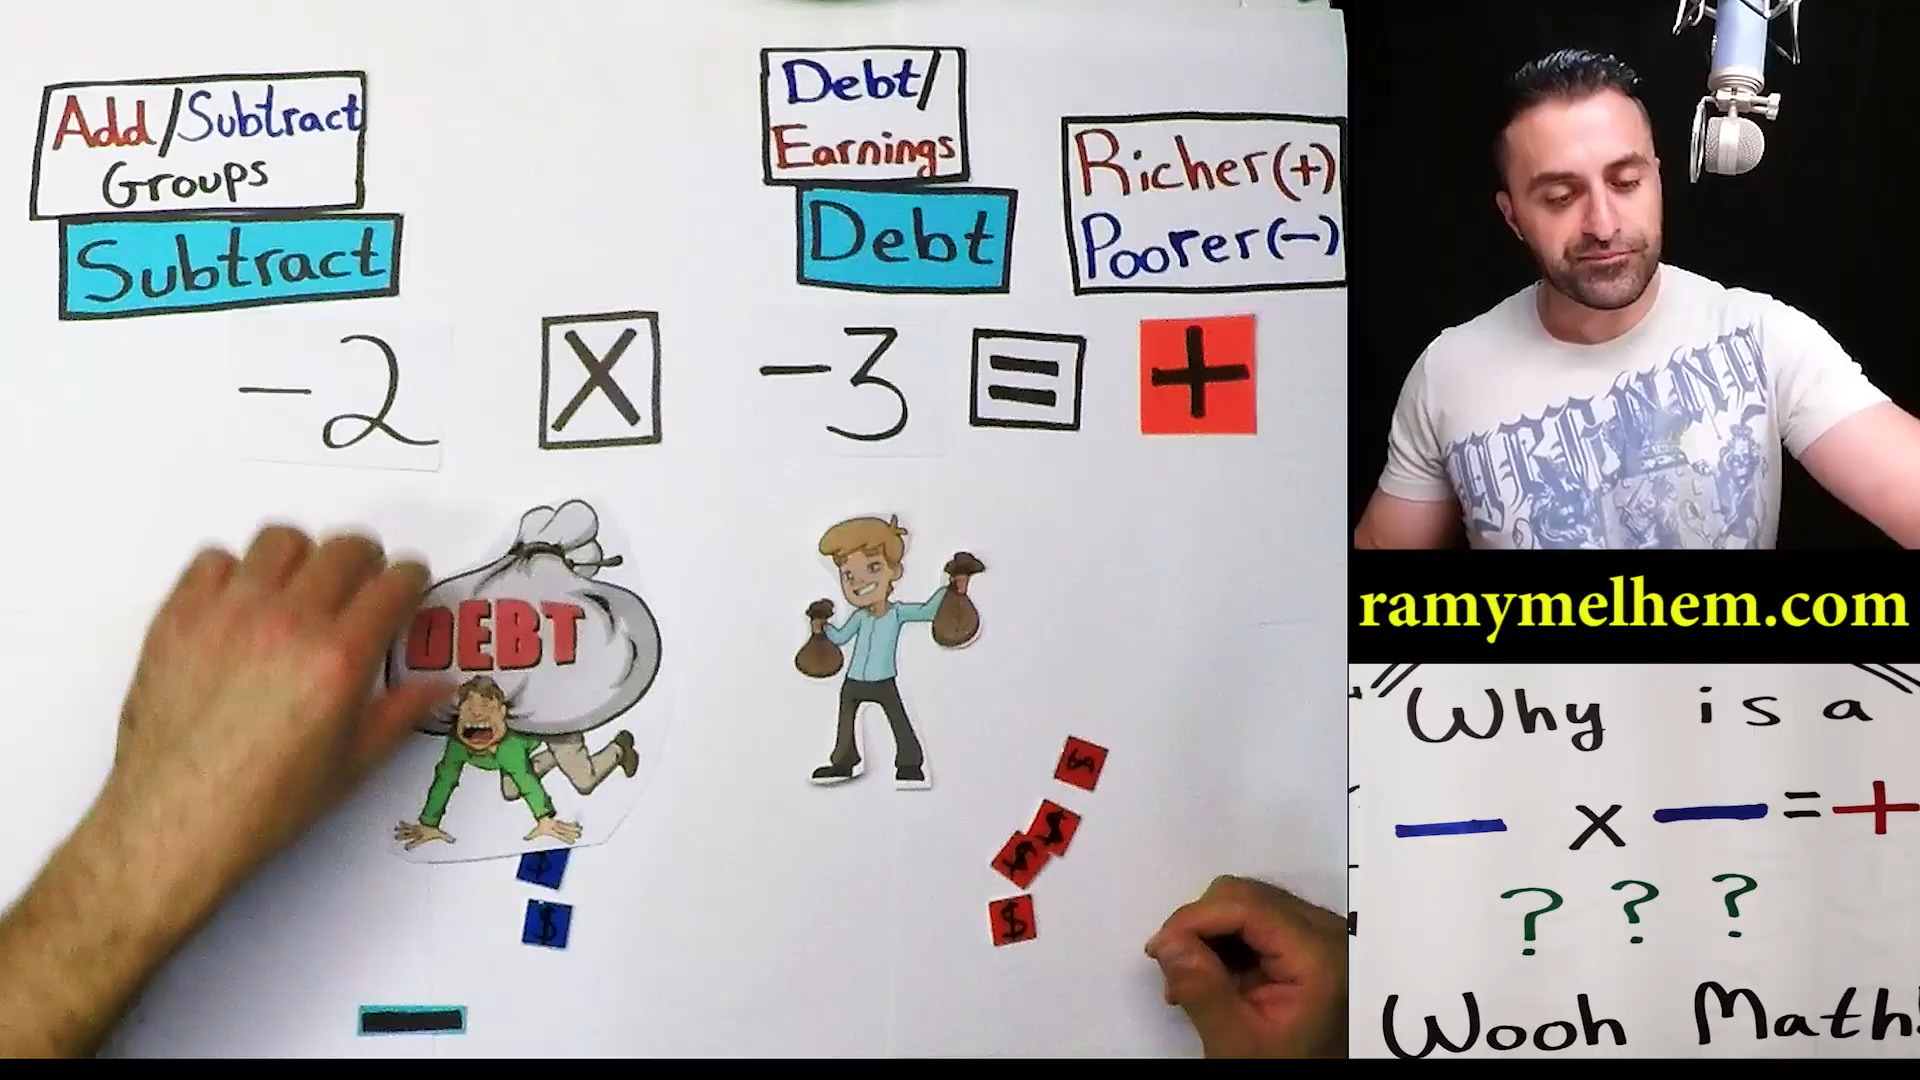 Add/Subtract
Groups
Subtract
Debt/
Earnings
Debt
Richer(+)
Poorer(-)
-2 X -3 = +
DEBT
$
$
$
$
$
$
ramymelhem.com
Why is a
- x - = +
? ? ?
Wooh Math!